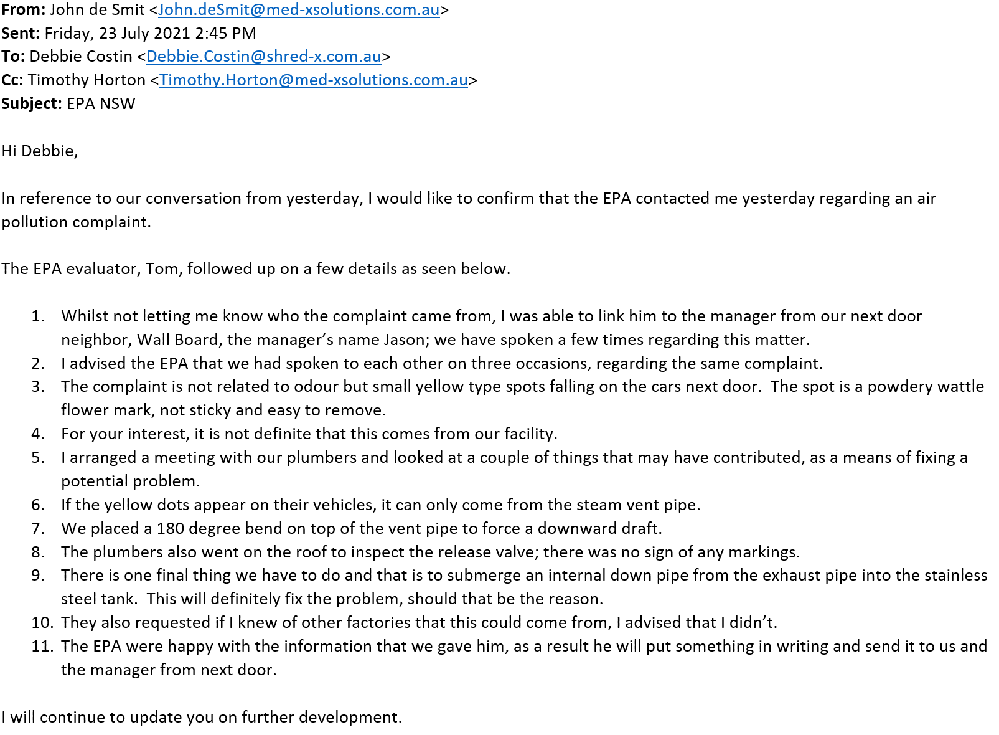 From: John de Smit <John.deSmit@med-xsolutions.com.au>
Sent: Friday, 23 July 2021 2:45 PM
To: Debbie Costin <Debbie.Costin@shred-x.com.au>
Cc: Timothy Horton <Timothy.Horton@med-xsolutions.com.au>
Subject: EPA NSW
Hi Debbie,
In reference to our conversation from yesterday, I would like to confirm that the EPA contacted me yesterday regarding an air
pollution complaint.
The EPA evaluator, Tom, followed up on a few details as seen below.
1. Whilst not letting me know who the complaint came from, I was able to link him to the manager from our next door
neighbor, Wall Board, the manager’s name Jason; we have spoken a few times regarding this matter.
2. I advised the EPA that we had spoken to each other on three occasions, regarding the same complaint.
3. The complaint is not related to odour but small yellow type spots falling on the cars next door.  The spot is a powdery wattle
flower mark, not sticky and easy to remove.
4. For your interest, it is not definite that this comes from our facility.
5. I arranged a meeting with our plumbers and looked at a couple of things that may have contributed, as a means of fixing a
potential problem.
6. If the yellow dots appear on their vehicles, it can only come from the steam vent pipe.
7. We placed a 180 degree bend on top of the vent pipe to force a downward draft.
8. The plumbers also went on the roof to inspect the release valve; there was no sign of any markings.
9. There is one final thing we have to do and that is to submerge an internal down pipe from the exhaust pipe into the stainless
steel tank.  This will definitely fix the problem, should that be the reason.
10. They also requested if I knew of other factories that this could come from, I advised that I didn’t.
11. The EPA were happy with the information that we gave him, as a result he will put something in writing and send it to us and
the manager from next door.
I will continue to update you on further development.